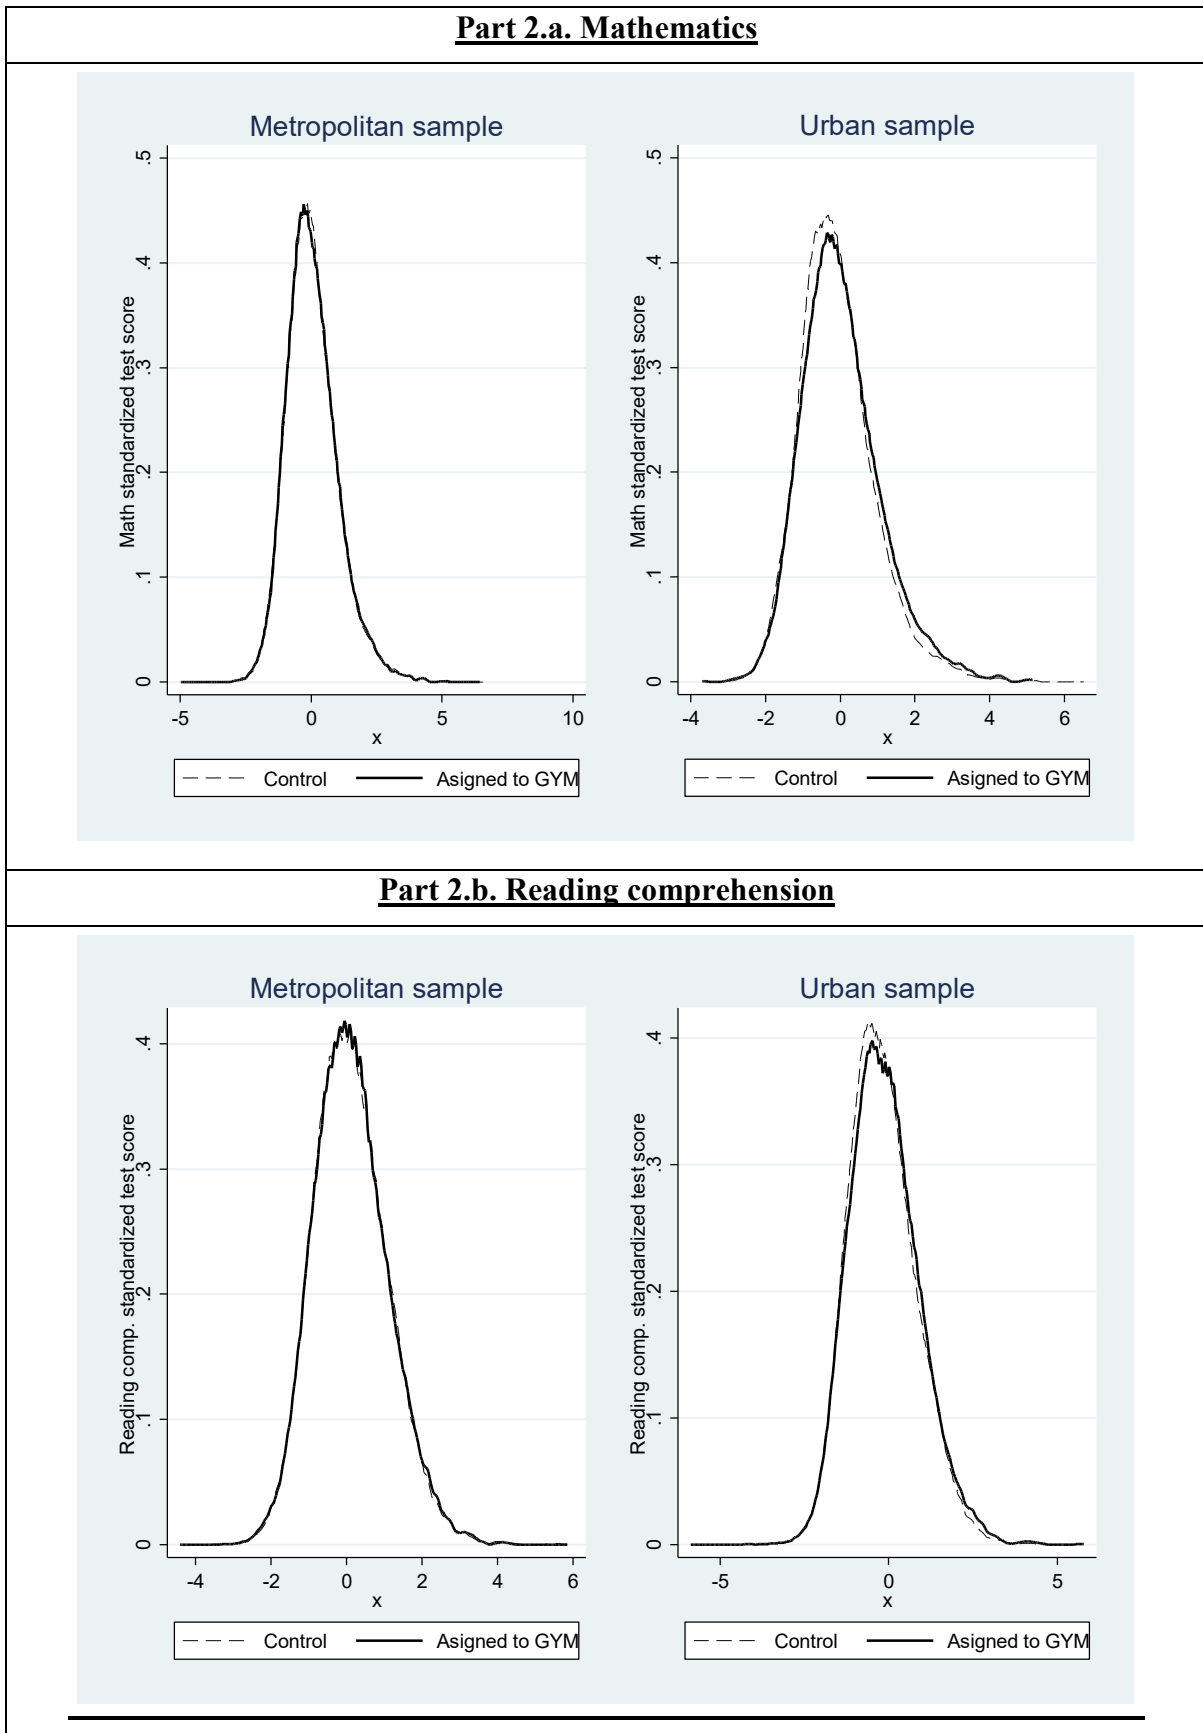 Part 2.a. Mathematics
Metropolitan sample
Math standardized test score
.5
.4
.3
.2
.1
0
-5 0 5 10
x
Control Asigned to GYM
Urban sample
Math standardized test score
.5
.4
.3
.2
.1
0
-4 -2 0 2 4 6
x
Control Asigned to GYM
Part 2.b. Reading comprehension
Metropolitan sample
Reading comp. standardized test score
.4
.3
.2
.1
0
-4 -2 0 2 4 6
x
Control Asigned to GYM
Urban sample
Reading comp. standardized test score
.4
.3
.2
.1
0
-5 0 5
x
Control Asigned to GYM